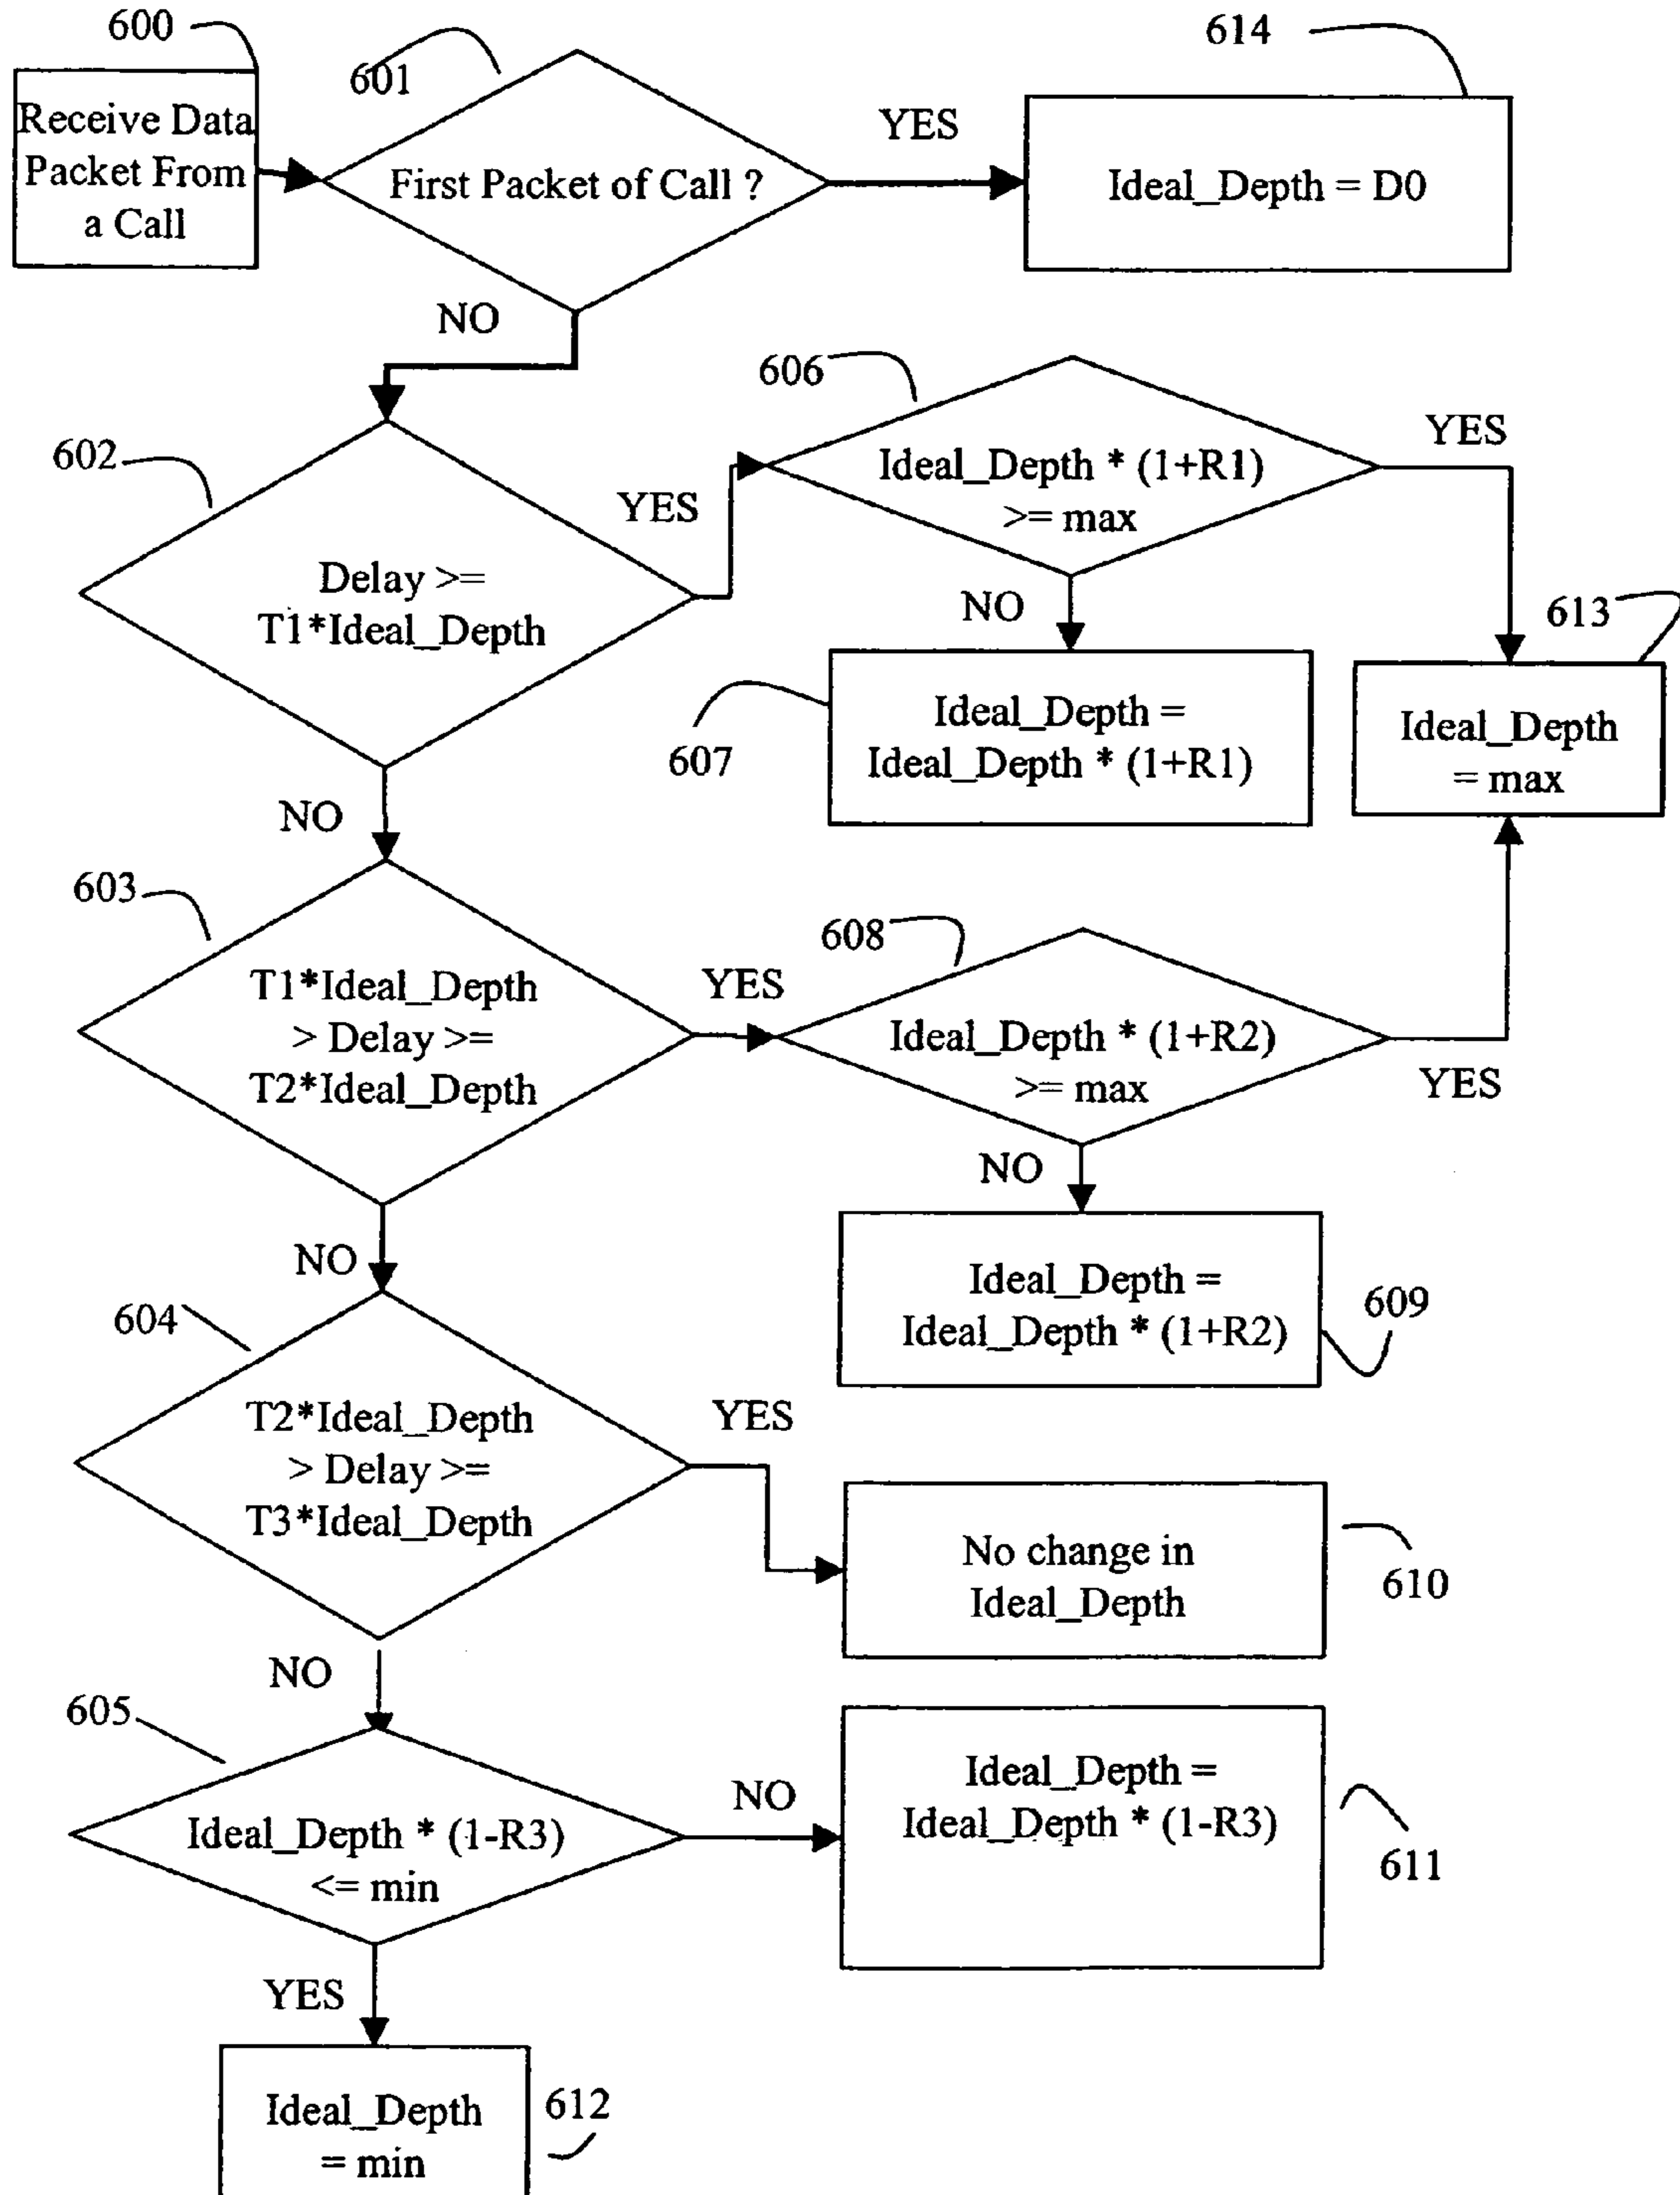 600
601
614
Receive Data
Packet From
a Call
First Packet of Call ?
YES
Ideal_Depth = D0
NO
606
602
YES
YES
Ideal_Depth * (1+R1)
>= max
Delay >=
T1*Ideal_Depth
NO
613
607
Ideal_Depth =
Ideal_Depth * (1+R1)
Ideal_Depth
= max
NO
603
608
T1*Ideal_Depth
> Delay >=
T2*Ideal_Depth
YES
Ideal_Depth * (1+R2)
>= max
YES
NO
NO
604
Ideal_Depth =
Ideal_Depth * (1+R2)
609
T2*Ideal_Depth
> Delay >=
T3*Ideal_Depth
YES
No change in
Ideal_Depth
610
NO
605
Ideal_Depth * (1-R3)
<= min
NO
Ideal_Depth =
Ideal_Depth * (1-R3)
611
YES
Ideal_Depth
= min
612